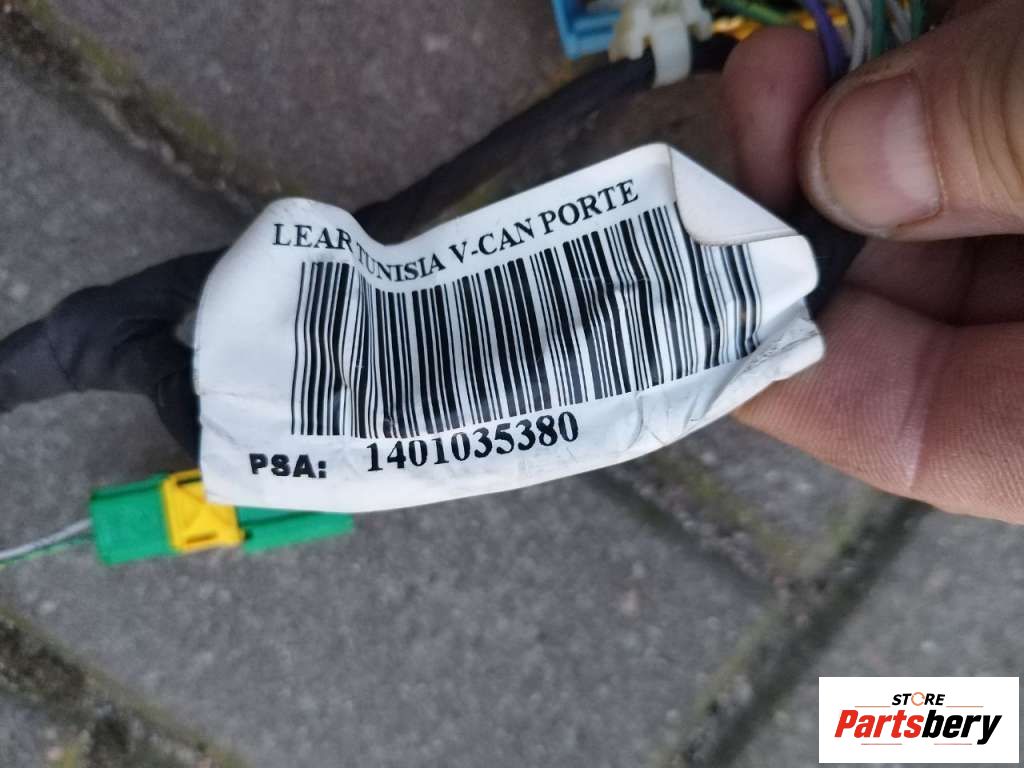 LEAR TUNISIA V-CAN PORTE
PSA: 1401035380
STORE
Partsbery